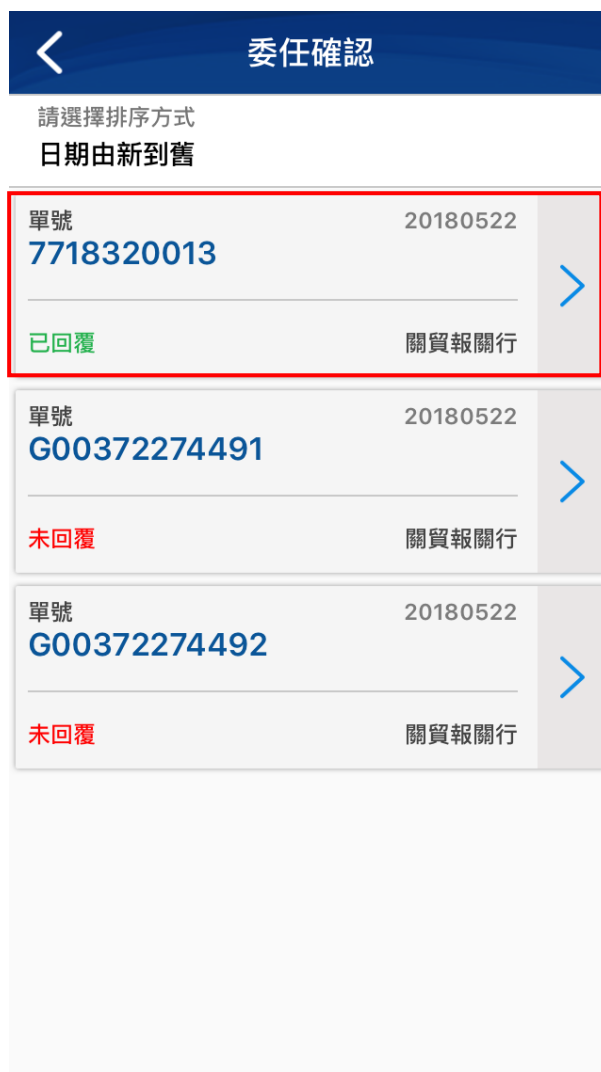 委任確認
請選擇排序方式
日期由新到舊
單號 20180522
7718320013
已回覆 關貿報關行
單號 20180522
G00372274491
未回覆 關貿報關行
單號 20180522
G00372274492
未回覆 關貿報關行